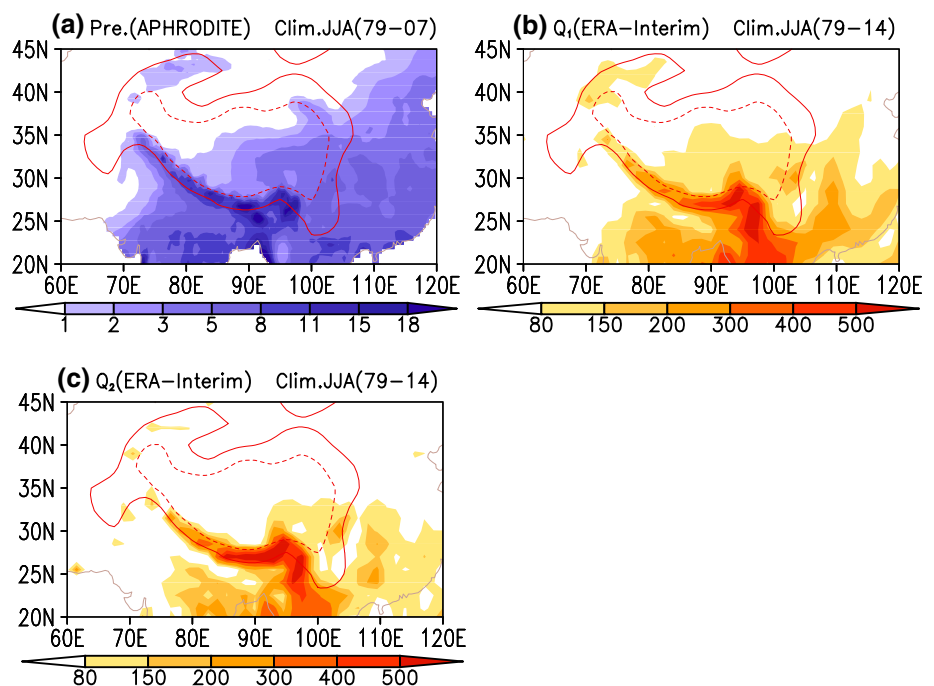 (a) Pre.(APHRODITE) Clim.JJA(79−07)
45N
40N
35N
30N
25N
20N
60E 70E 80E 90E 100E 110E 120E
1 2 3 5 8 11 15 18
(b) Q₁(ERA−Interim) Clim.JJA(79−14)
45N
40N
35N
30N
25N
20N
60E 70E 80E 90E 100E 110E 120E
80 150 200 300 400 500
(c) Q₂(ERA−Interim) Clim.JJA(79−14)
45N
40N
35N
30N
25N
20N
60E 70E 80E 90E 100E 110E 120E
80 150 200 300 400 500